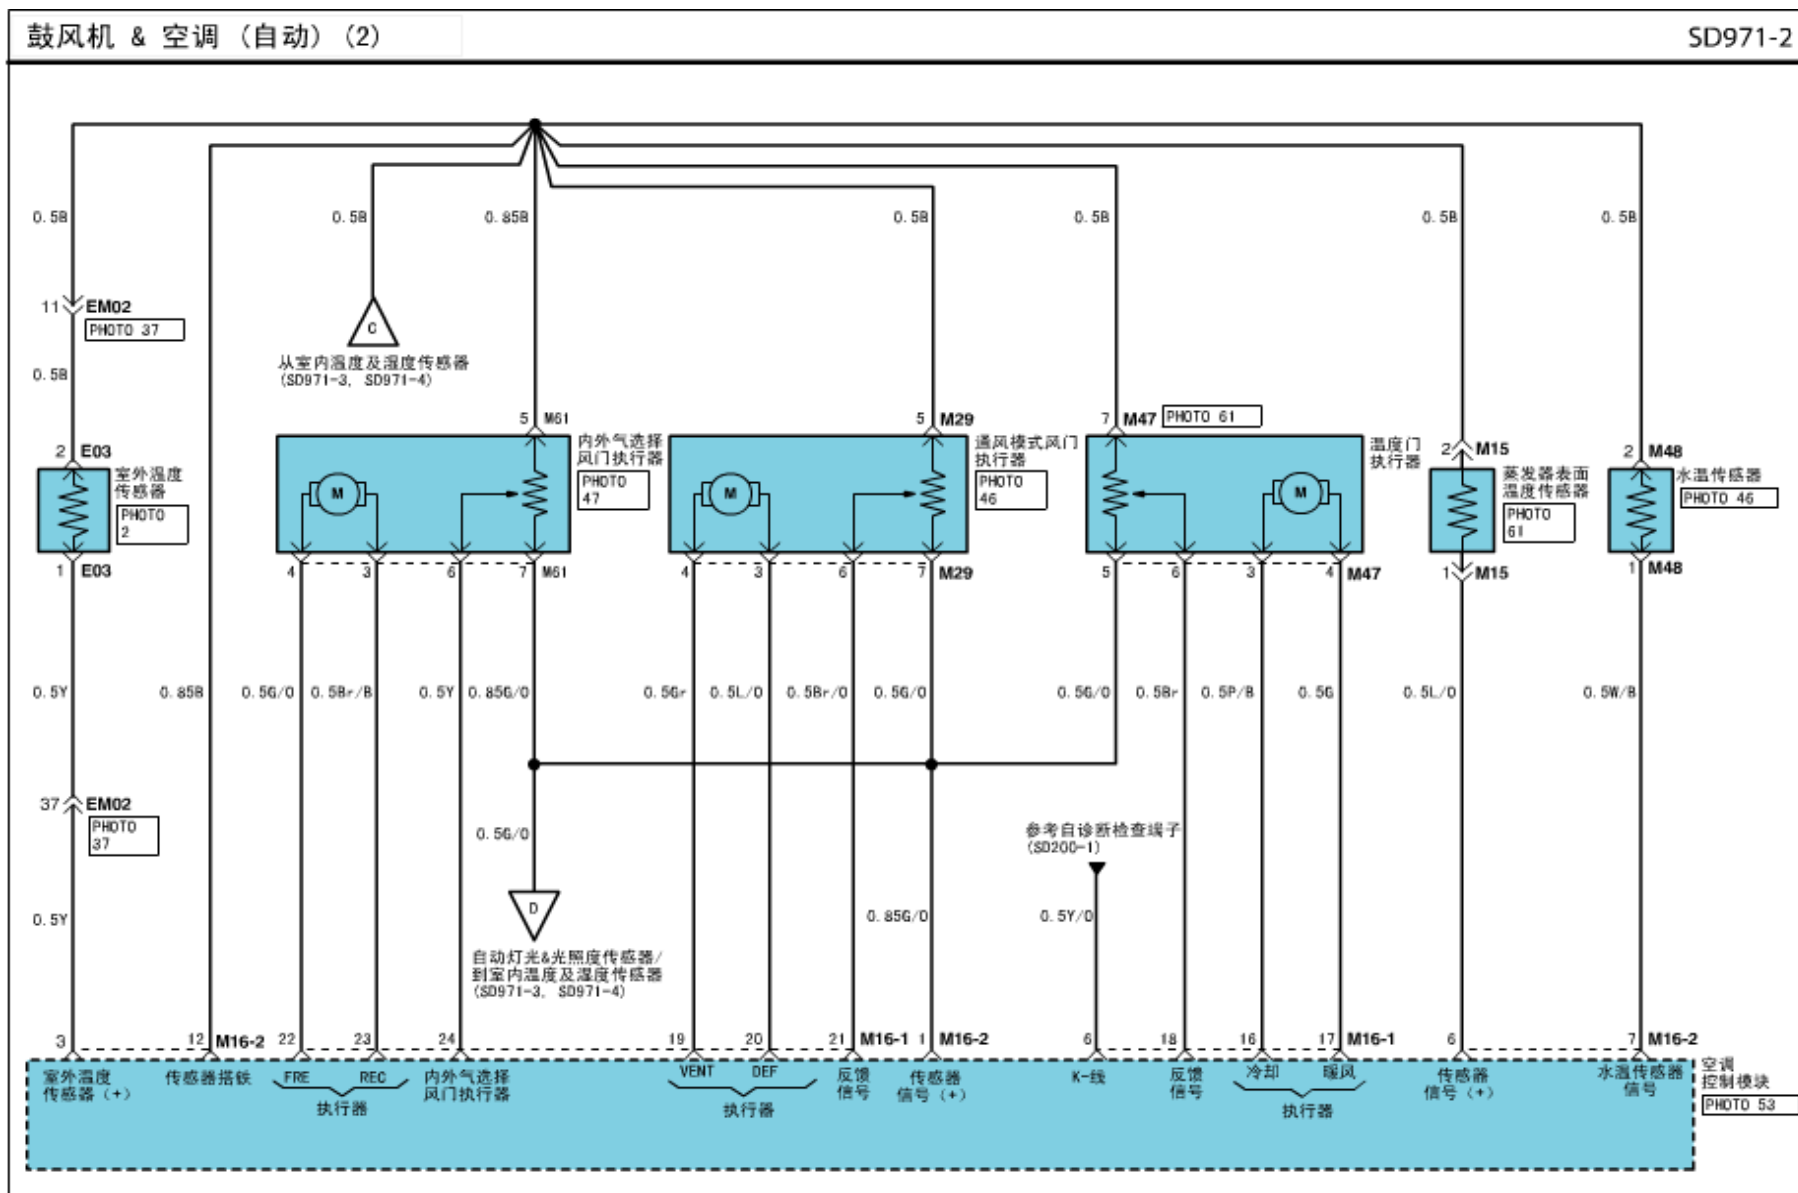 鼓风机 & 空调 (自动) (2)
SD971-2
0.5B
0.5B
0.85B
0.5B
0.5B
0.5B
0.5B
11 EM02
PHOTO 37
C
从室内温度及湿度传感器
(SD971-3, SD971-4)
0.5B
5 M61
5 M29
7 M47
PHOTO 61
2 E03
室外温度
传感器
PHOTO
2
内外气选择
风门执行器
PHOTO
47
通风模式风门
执行器
PHOTO
46
温度门
执行器
2 M15
蒸发器表面
温度传感器
PHOTO
61
2 M48
水温传感器
PHOTO 46
M
M
M
1 E03
4
3
6
7 M61
4
3
6
7 M29
5
6
3
4 M47
1 M15
1 M48
0.5Y
0.85B
0.5G/O
0.5Br/B
0.5Y
0.85G/O
0.5Gr
0.5L/O
0.5Br/O
0.5G/O
0.5G/O
0.5Br
0.5P/B
0.5G
0.5L/O
0.5W/B
37 EM02
PHOTO
37
0.5G/O
参考自诊断检查端子
(SD200-1)
0.5Y
D
0.85G/O
0.5Y/O
自动灯光&光照度传感器/
到室内温度及湿度传感器
(SD971-3, SD971-4)
3
12 M16-2
22
23
24
19
20
21 M16-1
1 M16-2
6
18
16
17 M16-1
6
7 M16-2
室外温度
传感器 (+)
传感器搭铁
FRE
REC
执行器
内外气选择
风门执行器
VENT
DEF
执行器
反馈
信号
传感器
信号 (+)
K-线
反馈
信号
冷却
暖风
执行器
传感器
信号 (+)
水温传感器
信号
空调
控制模块
PHOTO 53